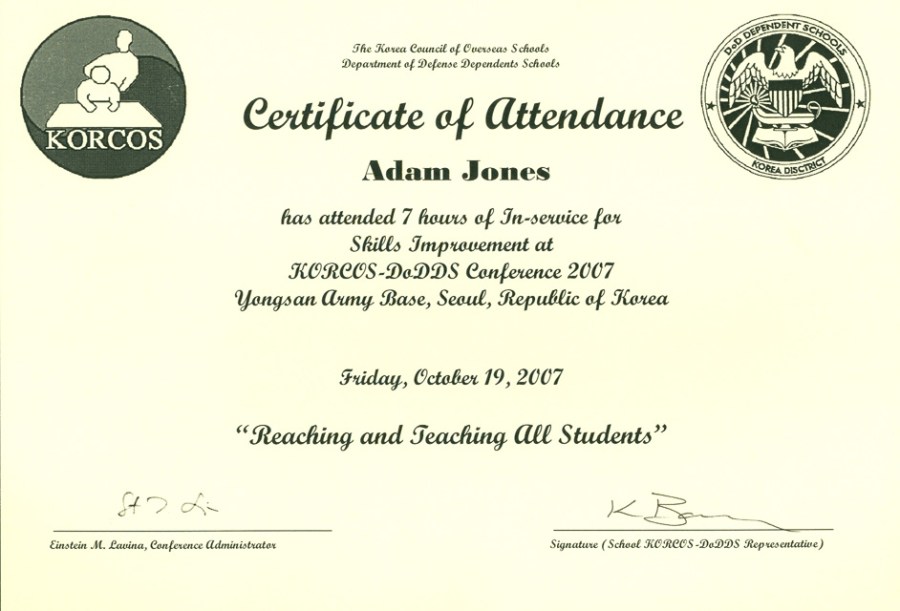 The Korea Council of Overseas Schools
Department of Defense Dependents Schools
KORCOS
DoD DEPENDENT SCHOOLS
KOREA DISCTRICT
Certificate of Attendance
Adam Jones
has attended 7 hours of In-service for
Skills Improvement at
KORCOS-DoDDS Conference 2007
Yongsan Army Base, Seoul, Republic of Korea
Friday, October 19, 2007
“Reaching and Teaching All Students”
Einstein M. Lavina, Conference Administrator
Signature (School KORCOS-DoDDS Representative)